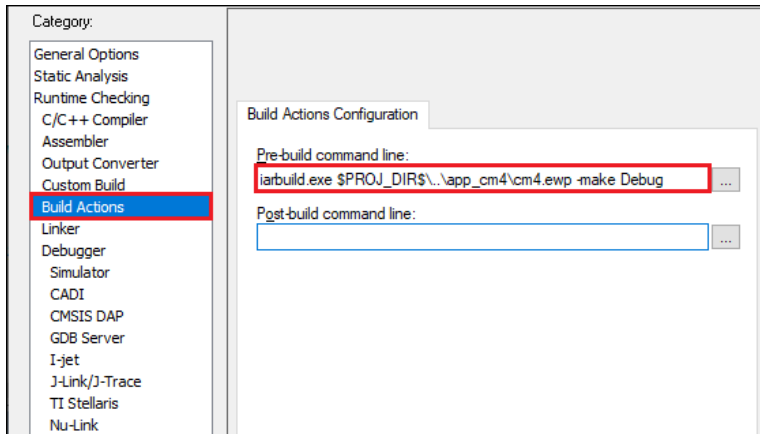 Category:
General Options
Static Analysis
Runtime Checking
C/C++ Compiler
Assembler
Output Converter
Custom Build
Build Actions
Linker
Debugger
Simulator
CADI
CMSIS DAP
GDB Server
I-jet
J-Link/J-Trace
TI Stellaris
Nu-Link
Build Actions Configuration
Pre-build command line:
iarbuild.exe $PROJ_DIR$\..\app_cm4\cm4.ewp -make Debug
...
Post-build command line:
...